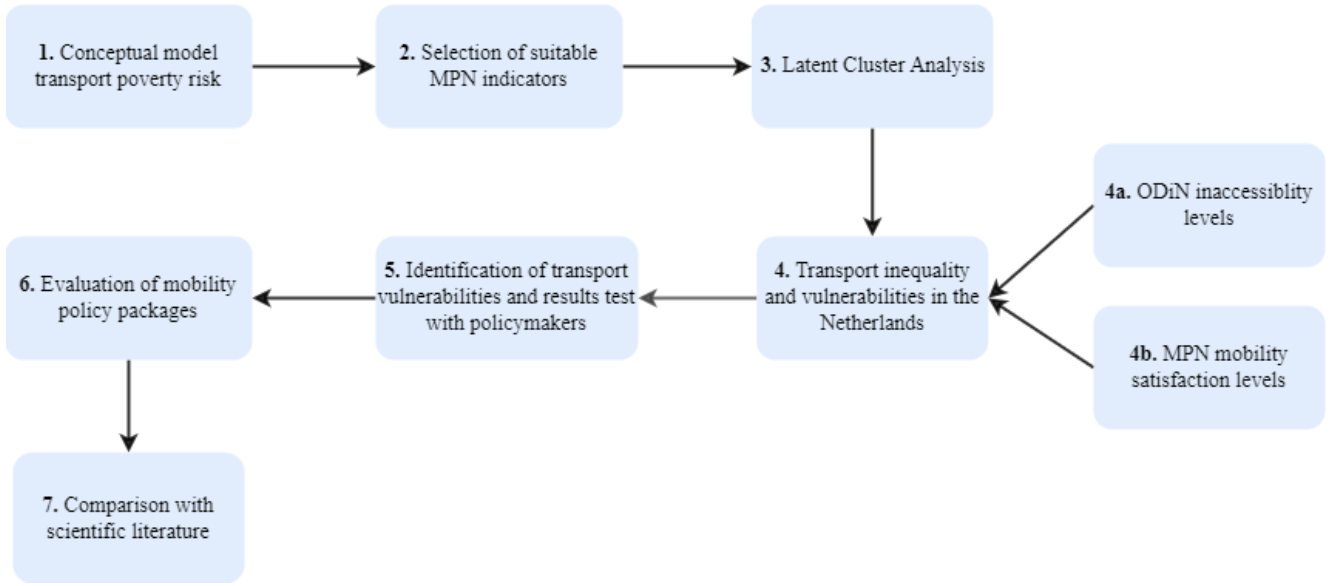 1. Conceptual model
transport poverty risk
2. Selection of suitable
MPN indicators
3. Latent Cluster Analysis
4a. ODiN inaccessiblity
levels
4. Transport inequality
and vulnerabilities in the
Netherlands
5. Identification of transport
vulnerabilities and results test
with policymakers
6. Evaluation of mobility
policy packages
4b. MPN mobility
satisfaction levels
7. Comparison with
scientific literature